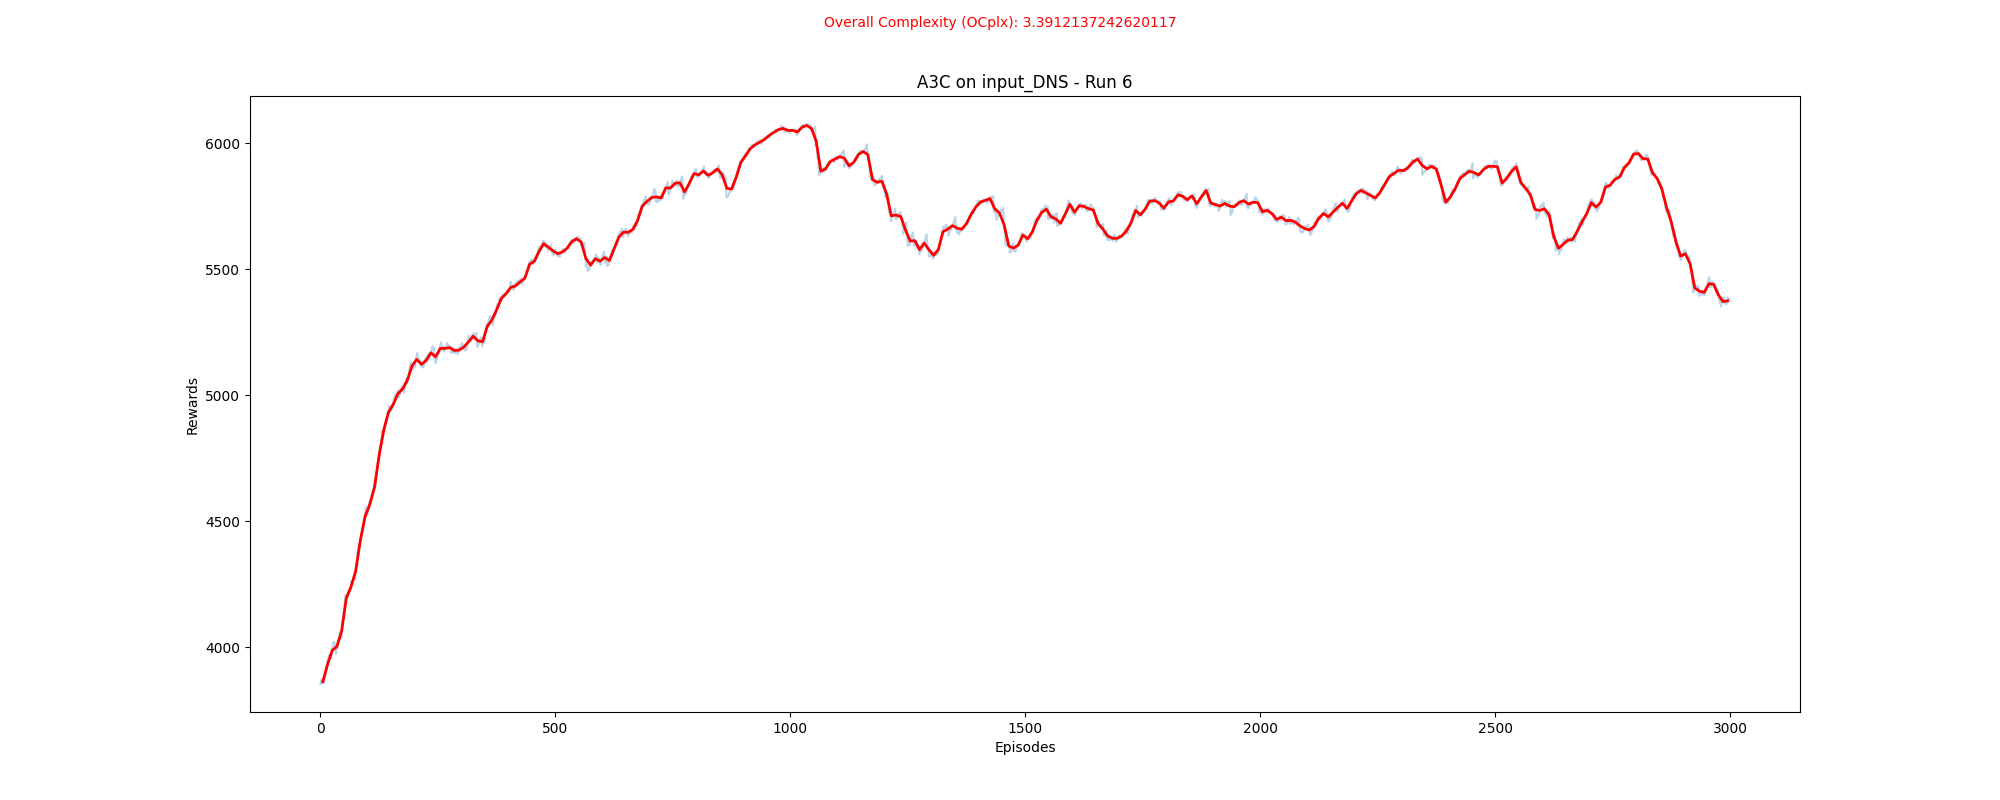 Overall Complexity (OCplx): 3.3912137242620117
A3C on input_DNS - Run 6
Rewards
6000
5500
5000
4500
4000
0 500 1000 1500 2000 2500 3000
Episodes